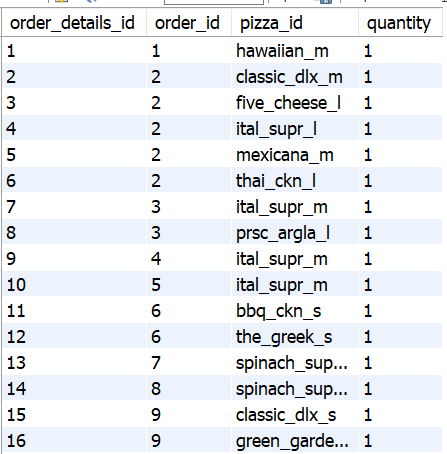 order_details_id order_id pizza_id quantity
1 1 hawaiian_m 1
2 2 classic_dlx_m 1
3 2 five_cheese_l 1
4 2 ital_supr_l 1
5 2 mexicana_m 1
6 2 thai_ckn_l 1
7 3 ital_supr_m 1
8 3 prsc_argla_l 1
9 4 ital_supr_m 1
10 5 ital_supr_m 1
11 6 bbq_ckn_s 1
12 6 the_greek_s 1
13 7 spinach_sup... 1
14 8 spinach_sup... 1
15 9 classic_dlx_s 1
16 9 green_garde... 1